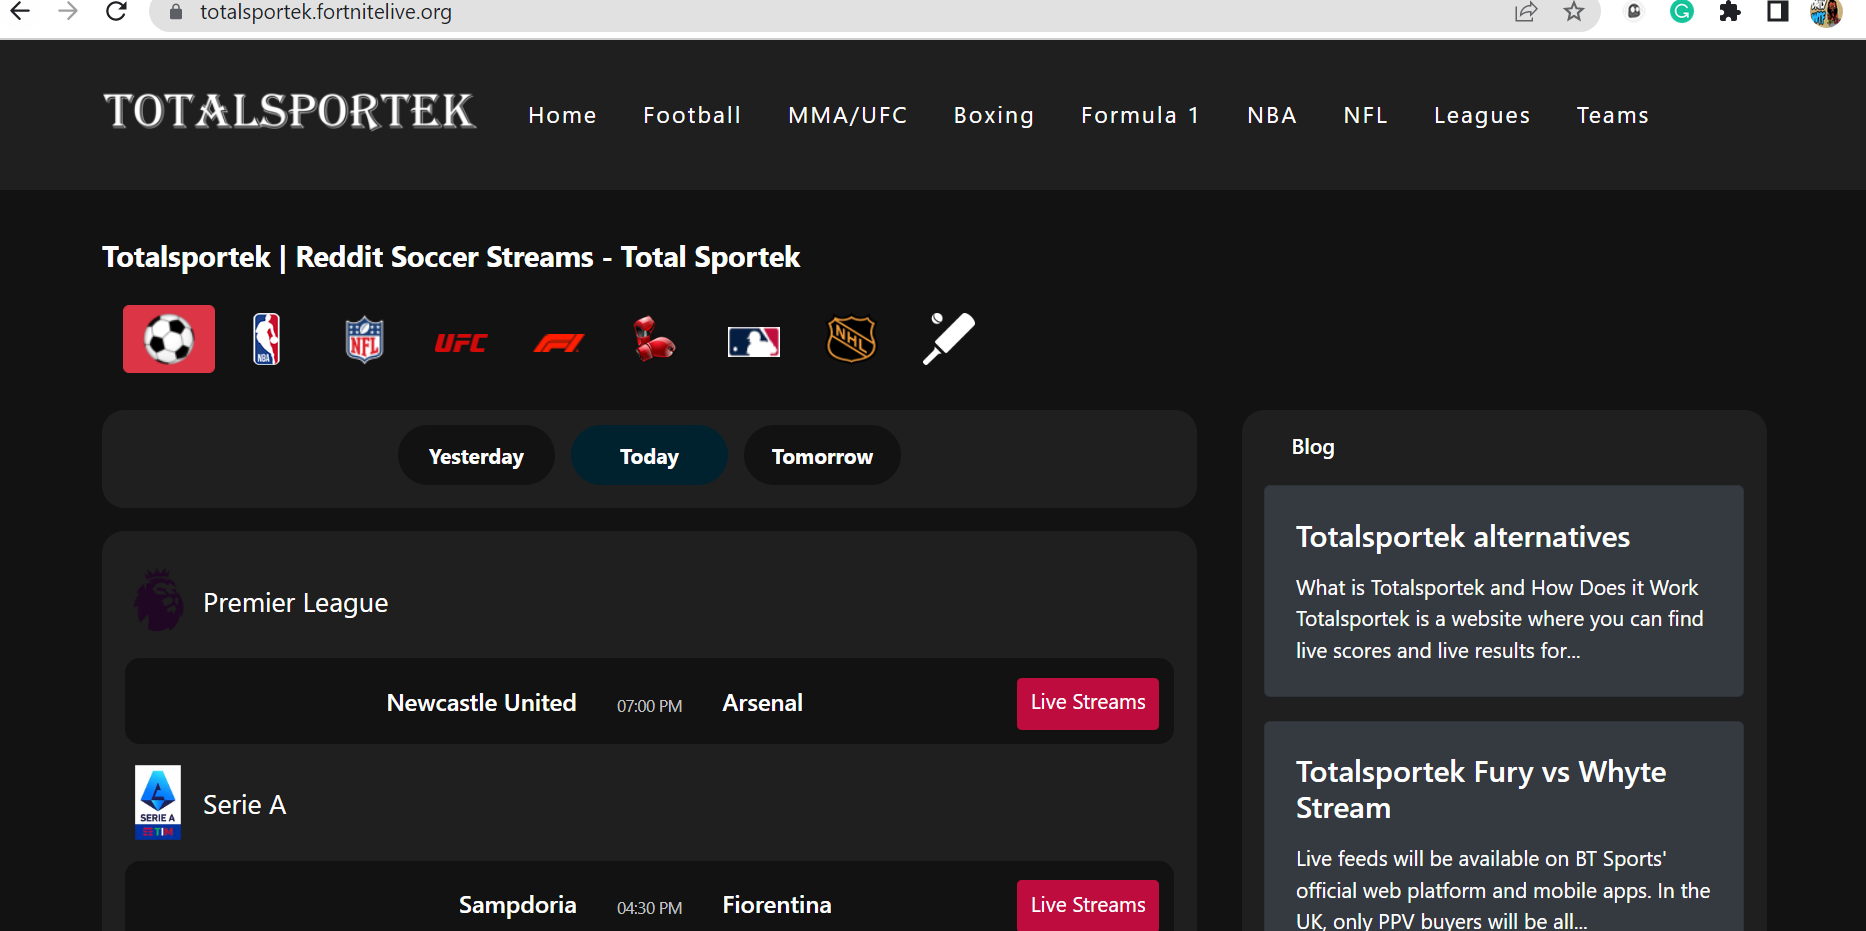 totalsportek.fortnitelive.org
TOTALSPORTEK
Home Football MMA/UFC Boxing Formula 1 NBA NFL Leagues Teams
Totalsportek | Reddit Soccer Streams - Total Sportek
NBA NFL UFC F1 NHL
Yesterday Today Tomorrow
Premier League
Newcastle United 07:00 PM Arsenal Live Streams
SERIE A
TIM
Serie A
Sampdoria 04:30 PM Fiorentina Live Streams
Blog
Totalsportek alternatives
What is Totalsportek and How Does it Work
Totalsportek is a website where you can find
live scores and live results for...
Totalsportek Fury vs Whyte
Stream
Live feeds will be available on BT Sports'
official web platform and mobile apps. In the
UK, only PPV buyers will be all...